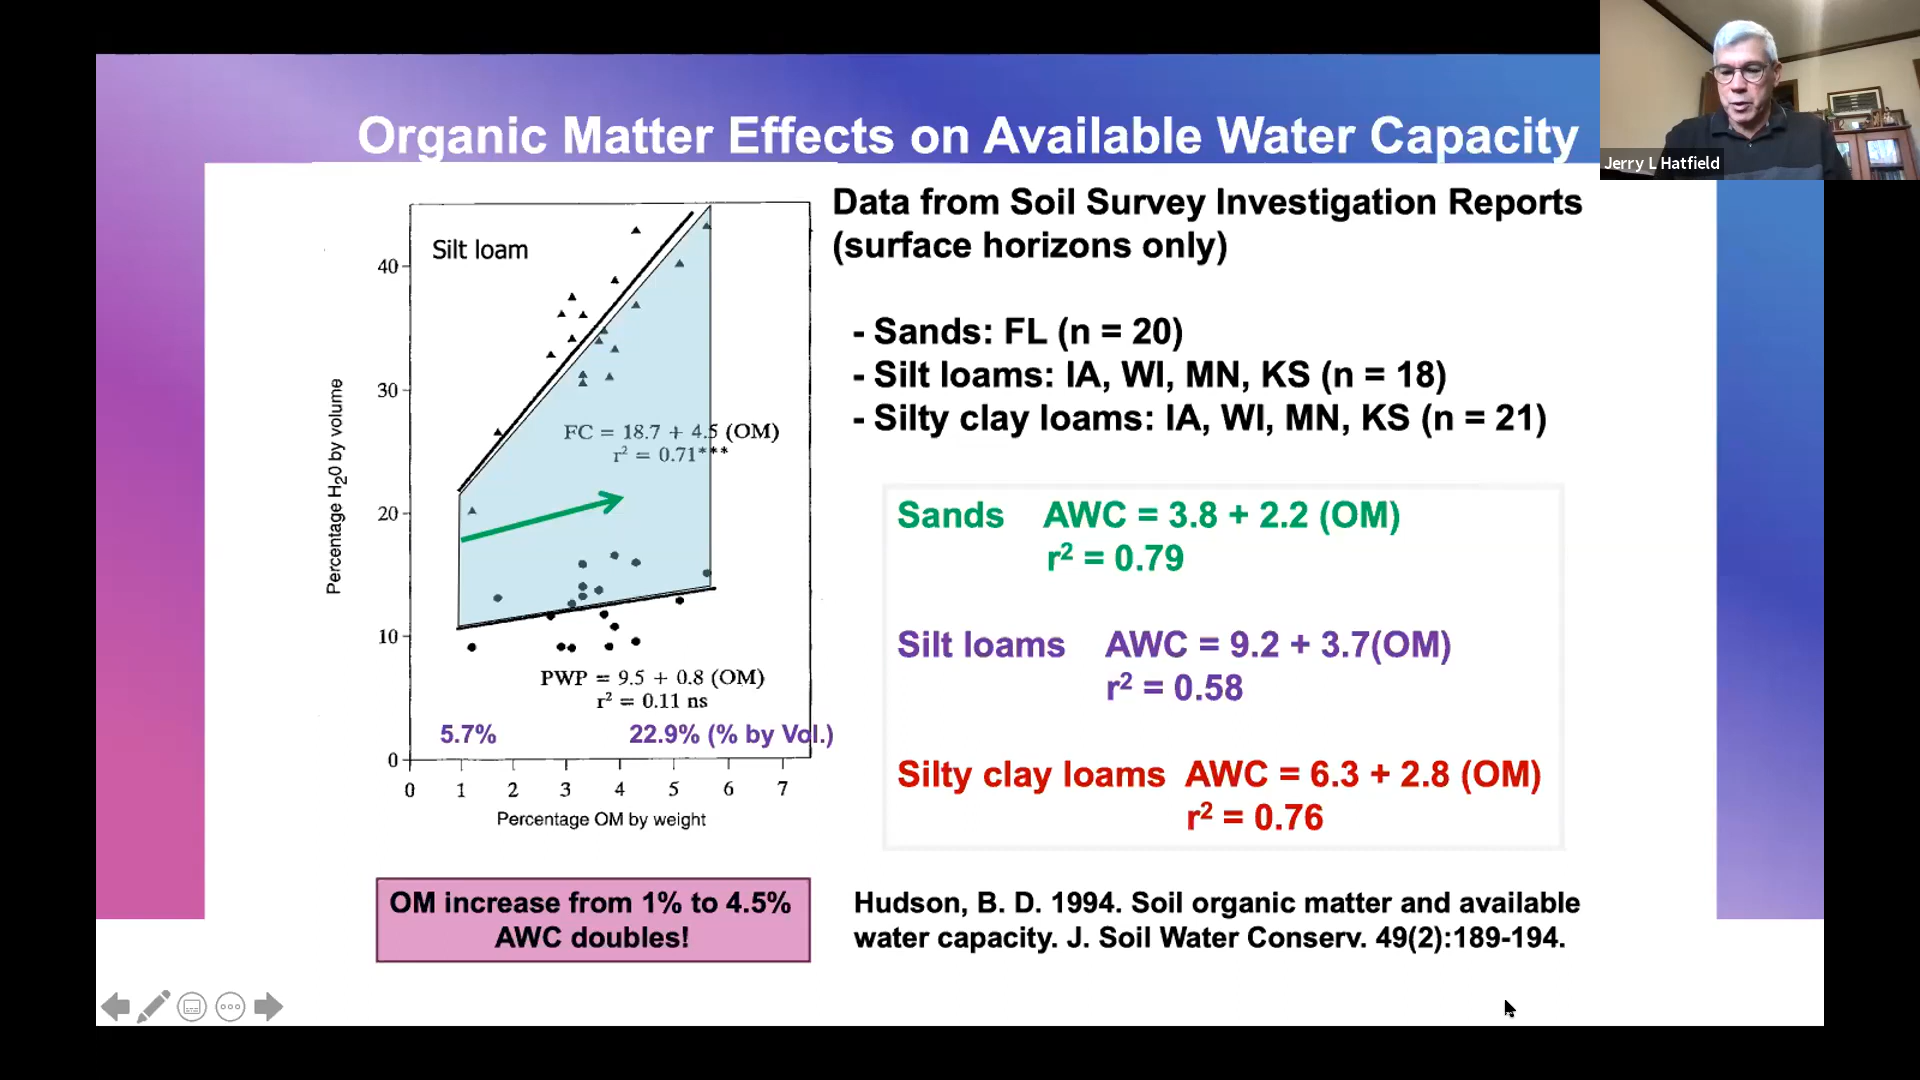 Organic Matter Effects on Available Water Capacity
Jerry L Hatfield
Data from Soil Survey Investigation Reports
(surface horizons only)
- Sands: FL (n = 20)
- Silt loams: IA, WI, MN, KS (n = 18)
- Silty clay loams: IA, WI, MN, KS (n = 21)
Silt loam
Percentage H₂0 by volume
40
30
20
10
0
FC = 18.7 + 4.5 (OM)
r² = 0.71***
PWP = 9.5 + 0.8 (OM)
r² = 0.11 ns
5.7% 22.9% (% by Vol.)
0 1 2 3 4 5 6 7
Percentage OM by weight
Sands AWC = 3.8 + 2.2 (OM)
r² = 0.79
Silt loams AWC = 9.2 + 3.7(OM)
r² = 0.58
Silty clay loams AWC = 6.3 + 2.8 (OM)
r² = 0.76
OM increase from 1% to 4.5%
AWC doubles!
Hudson, B. D. 1994. Soil organic matter and available
water capacity. J. Soil Water Conserv. 49(2):189-194.